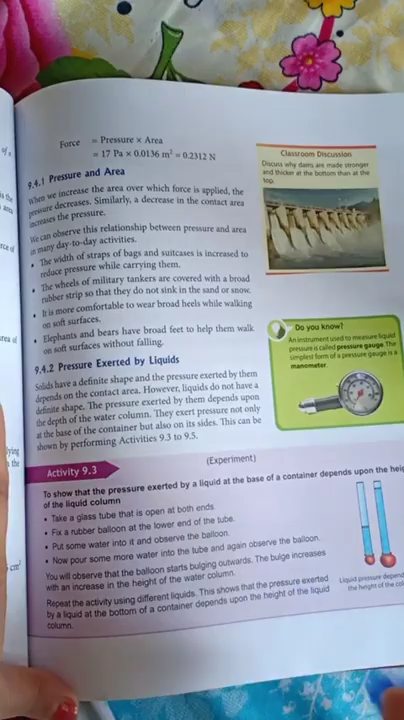 Force = Pressure × Area
= 17 Pa × 0.0136 m² = 0.2312 N
9.4.1 Pressure and Area
When we increase the area over which force is applied, the
pressure decreases. Similarly, a decrease in the contact area
increases the pressure.
We can observe this relationship between pressure and area
in many day-to-day activities.
• The width of straps of bags and suitcases is increased to
reduce pressure while carrying them.
• The wheels of military tankers are covered with a broad
rubber strip so that they do not sink in the sand or snow.
• It is more comfortable to wear broad heels while walking
on soft surfaces.
• Elephants and bears have broad feet to help them walk
on soft surfaces without falling.
9.4.2 Pressure Exerted by Liquids
Solids have a definite shape and the pressure exerted by them
depends on the contact area. However, liquids do not have a
definite shape. The pressure exerted by them depends upon
the depth of the water column. They exert pressure not only
at the base of the container but also on its sides. This can be
shown by performing Activities 9.3 to 9.5.
Classroom Discussion
Discuss why dams are made stronger
and thicker at the bottom than at the
top.
Do you know?
An instrument used to measure liquid
pressure is called pressure gauge. The
simplest form of a pressure gauge is a
manometer.
Activity 9.3
(Experiment)
To show that the pressure exerted by a liquid at the base of a container depends upon the
of the liquid column
• Take a glass tube that is open at both ends.
• Fix a rubber balloon at the lower end of the tube.
• Put some water into it and observe the balloon.
• Now pour some more water into the tube and again observe the balloon.
You will observe that the balloon starts bulging outwards. The bulge increases
with an increase in the height of the water column.
Repeat the activity using different liquids. This shows that the pressure exerted
by a liquid at the bottom of a container depends upon the height of the liquid
column.
Liquid pressure
the height of the